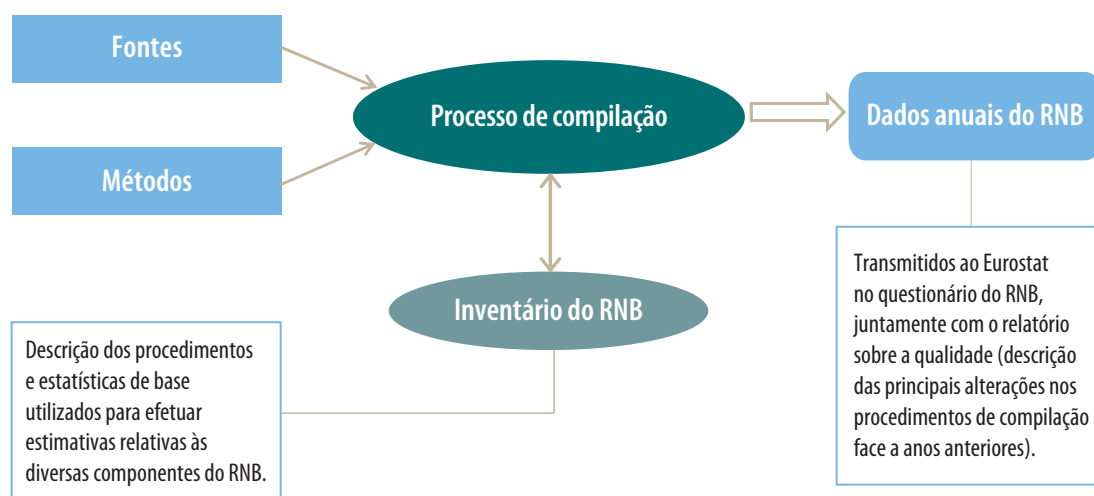 Fontes
Métodos
Processo de compilação
Dados anuais do RNB
Inventário do RNB
Descrição dos procedimentos
e estatísticas de base
utilizados para efetuar
estimativas relativas às
diversas componentes do RNB.
Transmitidos ao Eurostat
no questionário do RNB,
juntamente com o relatório
sobre a qualidade (descrição
das principais alterações nos
procedimentos de compilação
face a anos anteriores).